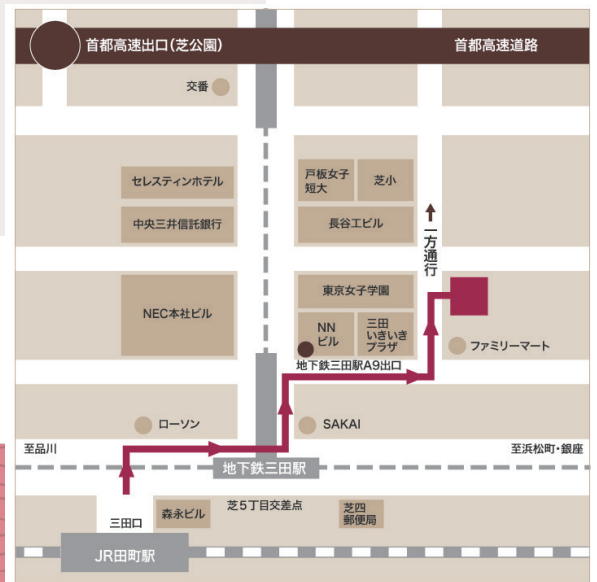 首都高速出口(芝公園)
首都高速道路
交番
セレスティンホテル
戸板女子
短大
芝小
中央三井信託銀行
長谷工ビル
一方通行
NEC本社ビル
東京女子学園
NN
ビル
三田
いきいき
プラザ
ファミリーマート
地下鉄三田駅A9出口
ローソン
SAKAI
至品川
至浜松町・銀座
地下鉄三田駅
三田口
森永ビル
芝5丁目交差点
芝四
郵便局
JR田町駅